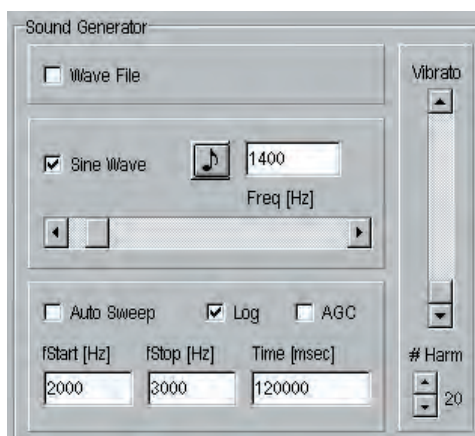 Sound Generator
Wave File
Vibrato
Sine Wave
1400
Freq [Hz]
Auto Sweep
Log
AGC
fStart [Hz]
fStop [Hz]
Time [msec]
2000
3000
120000
# Harm
20